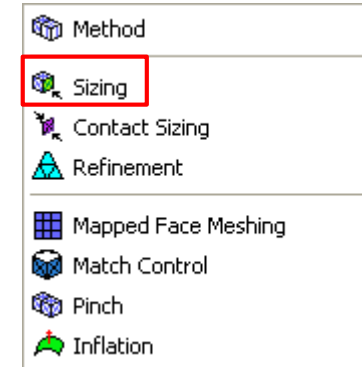 Method
Sizing
Contact Sizing
Refinement
Mapped Face Meshing
Match Control
Pinch
Inflation